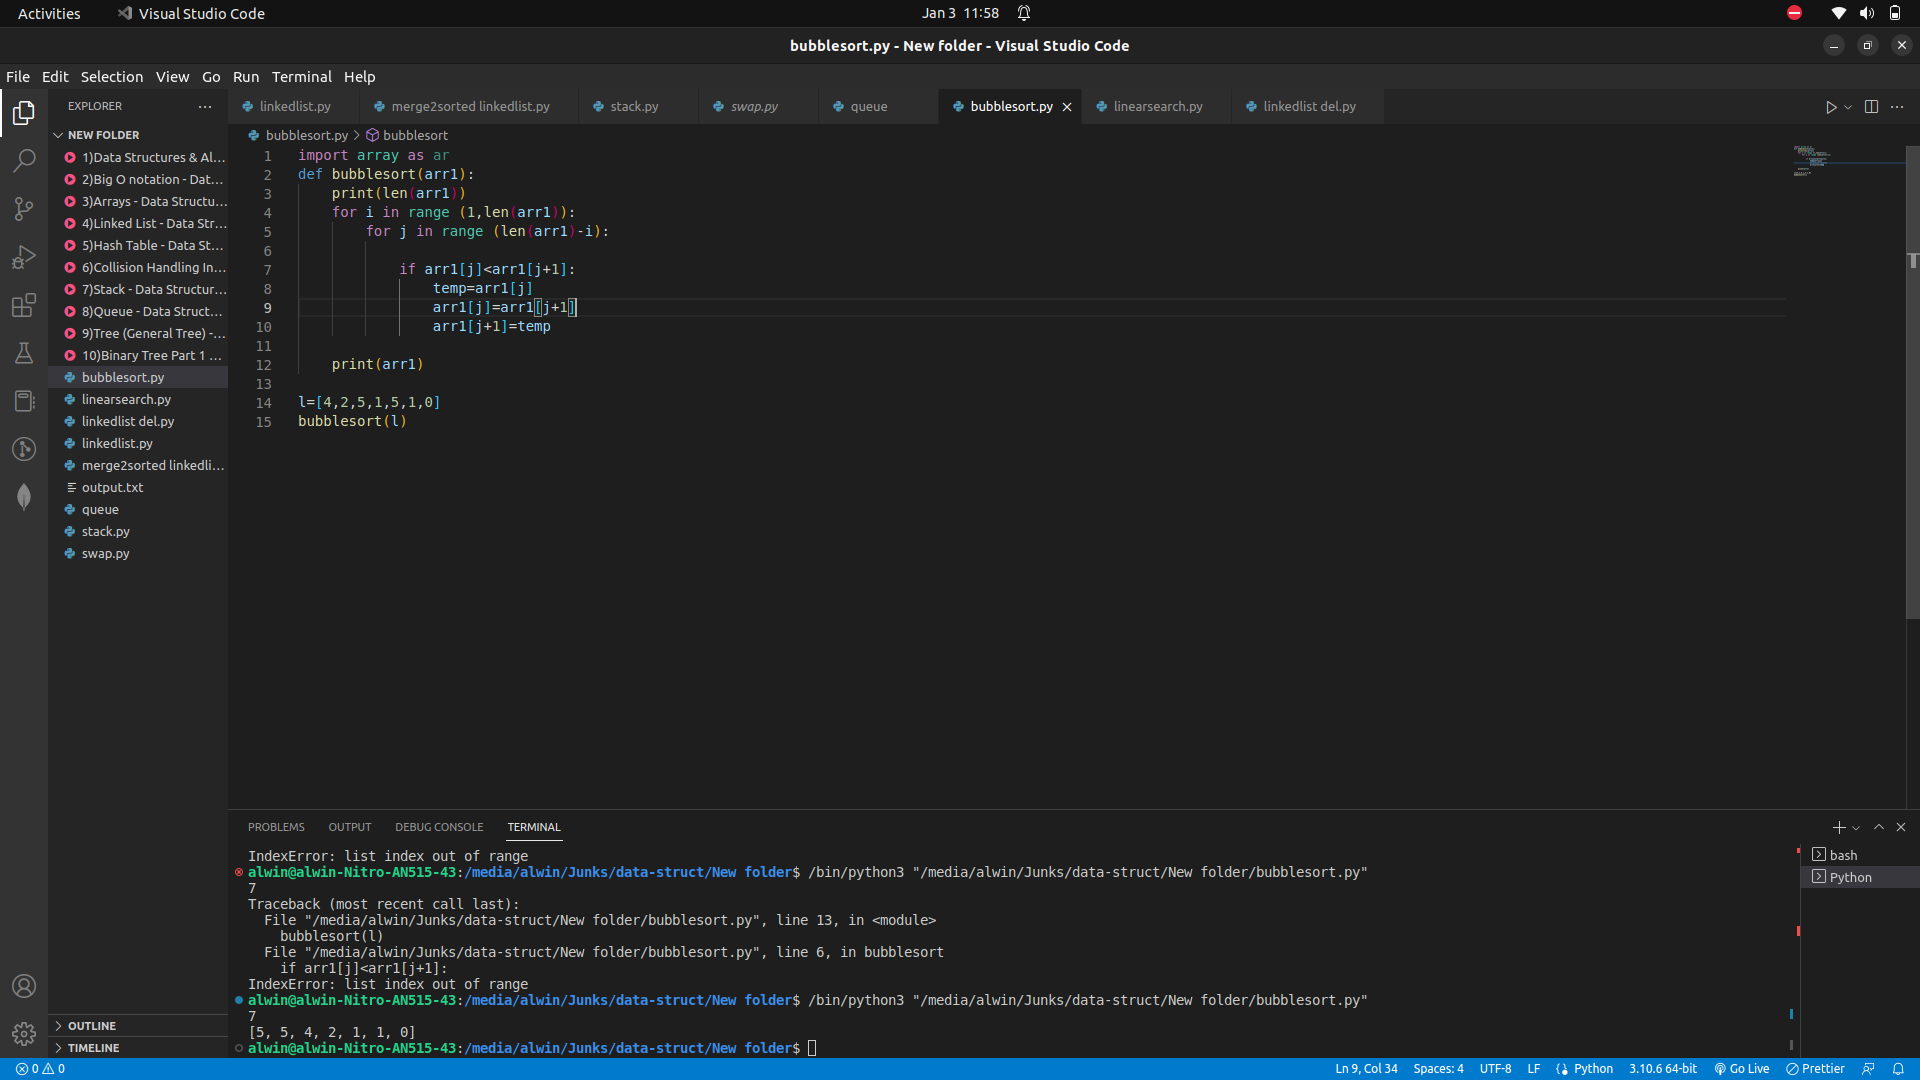 Activities Visual Studio Code Jan 3 11:58
bubblesort.py - New folder - Visual Studio Code
File Edit Selection View Go Run Terminal Help
EXPLORER
linkedlist.py merge2sorted linkedlist.py stack.py swap.py queue bubblesort.py linearsearch.py linkedlist del.py
NEW FOLDER
1)Data Structures & Al...
2)Big O notation - Dat...
3)Arrays - Data Structu...
4)Linked List - Data Str...
5)Hash Table - Data St...
6)Collision Handling In...
7)Stack - Data Structur...
8)Queue - Data Struct...
9)Tree (General Tree) -...
10)Binary Tree Part 1 ...
bubblesort.py
linearsearch.py
linkedlist del.py
linkedlist.py
merge2sorted linkedli...
output.txt
queue
stack.py
swap.py
OUTLINE
TIMELINE
bubblesort.py > bubblesort
1 import array as ar
2 def bubblesort(arr1):
3     print(len(arr1))
4     for i in range (1,len(arr1)):
5         for j in range (len(arr1)-i):
6
7             if arr1[j]<arr1[j+1]:
8                 temp=arr1[j]
9                 arr1[j]=arr1[j+1]
10                 arr1[j+1]=temp
11
12     print(arr1)
13
14 l=[4,2,5,1,5,1,0]
15 bubblesort(l)
PROBLEMS OUTPUT DEBUG CONSOLE TERMINAL
IndexError: list index out of range
alwin@alwin-Nitro-AN515-43:/media/alwin/Junks/data-struct/New folder$ /bin/python3 "/media/alwin/Junks/data-struct/New folder/bubblesort.py"
7
Traceback (most recent call last):
  File "/media/alwin/Junks/data-struct/New folder/bubblesort.py", line 13, in <module>
    bubblesort(l)
  File "/media/alwin/Junks/data-struct/New folder/bubblesort.py", line 6, in bubblesort
    if arr1[j]<arr1[j+1]:
IndexError: list index out of range
alwin@alwin-Nitro-AN515-43:/media/alwin/Junks/data-struct/New folder$ /bin/python3 "/media/alwin/Junks/data-struct/New folder/bubblesort.py"
7
[5, 5, 4, 2, 1, 1, 0]
alwin@alwin-Nitro-AN515-43:/media/alwin/Junks/data-struct/New folder$
bash
Python
0 0 Ln 9, Col 34 Spaces: 4 UTF-8 LF Python 3.10.6 64-bit Go Live Prettier